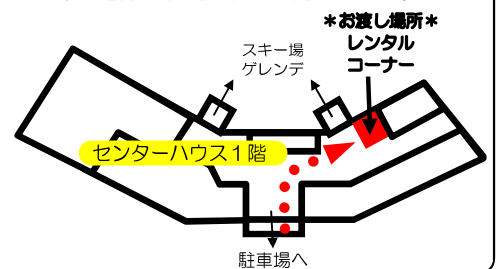 *お渡し場所*
レンタル
コーナー
スキー場
ゲレンデ
センターハウス1階
駐車場へ